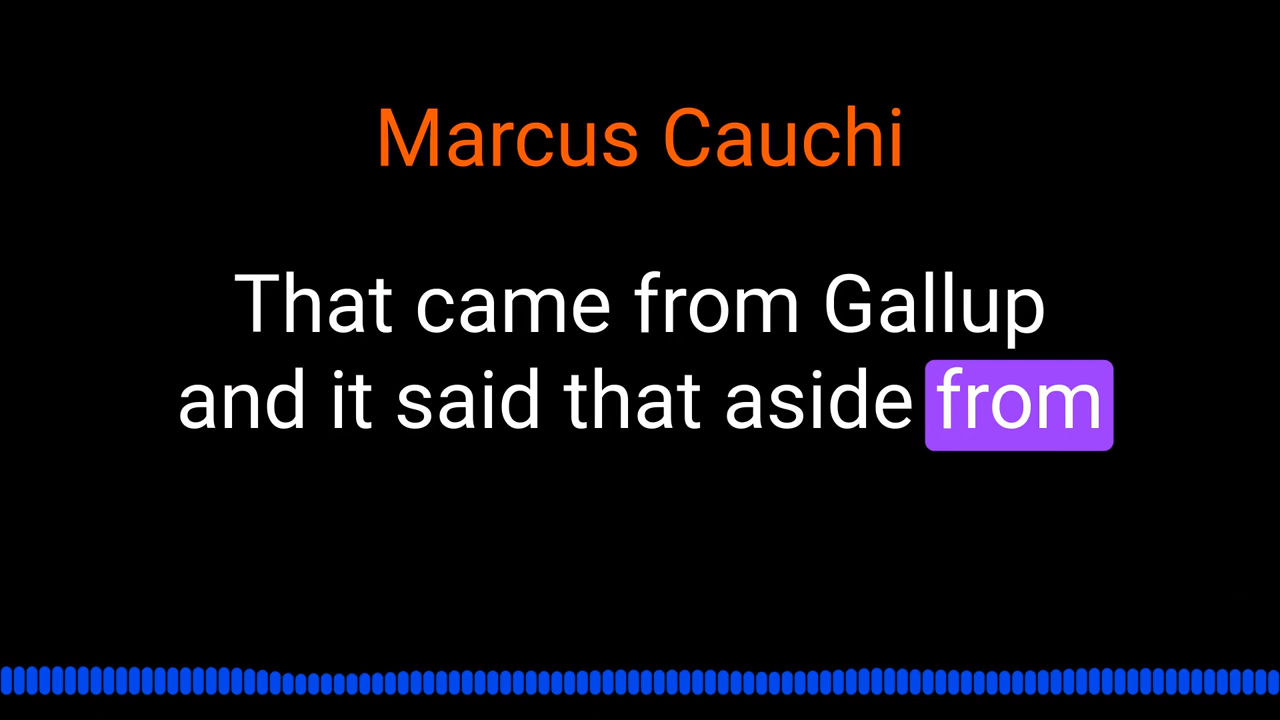 Marcus Cauchi
That came from Gallup
and it said that aside from